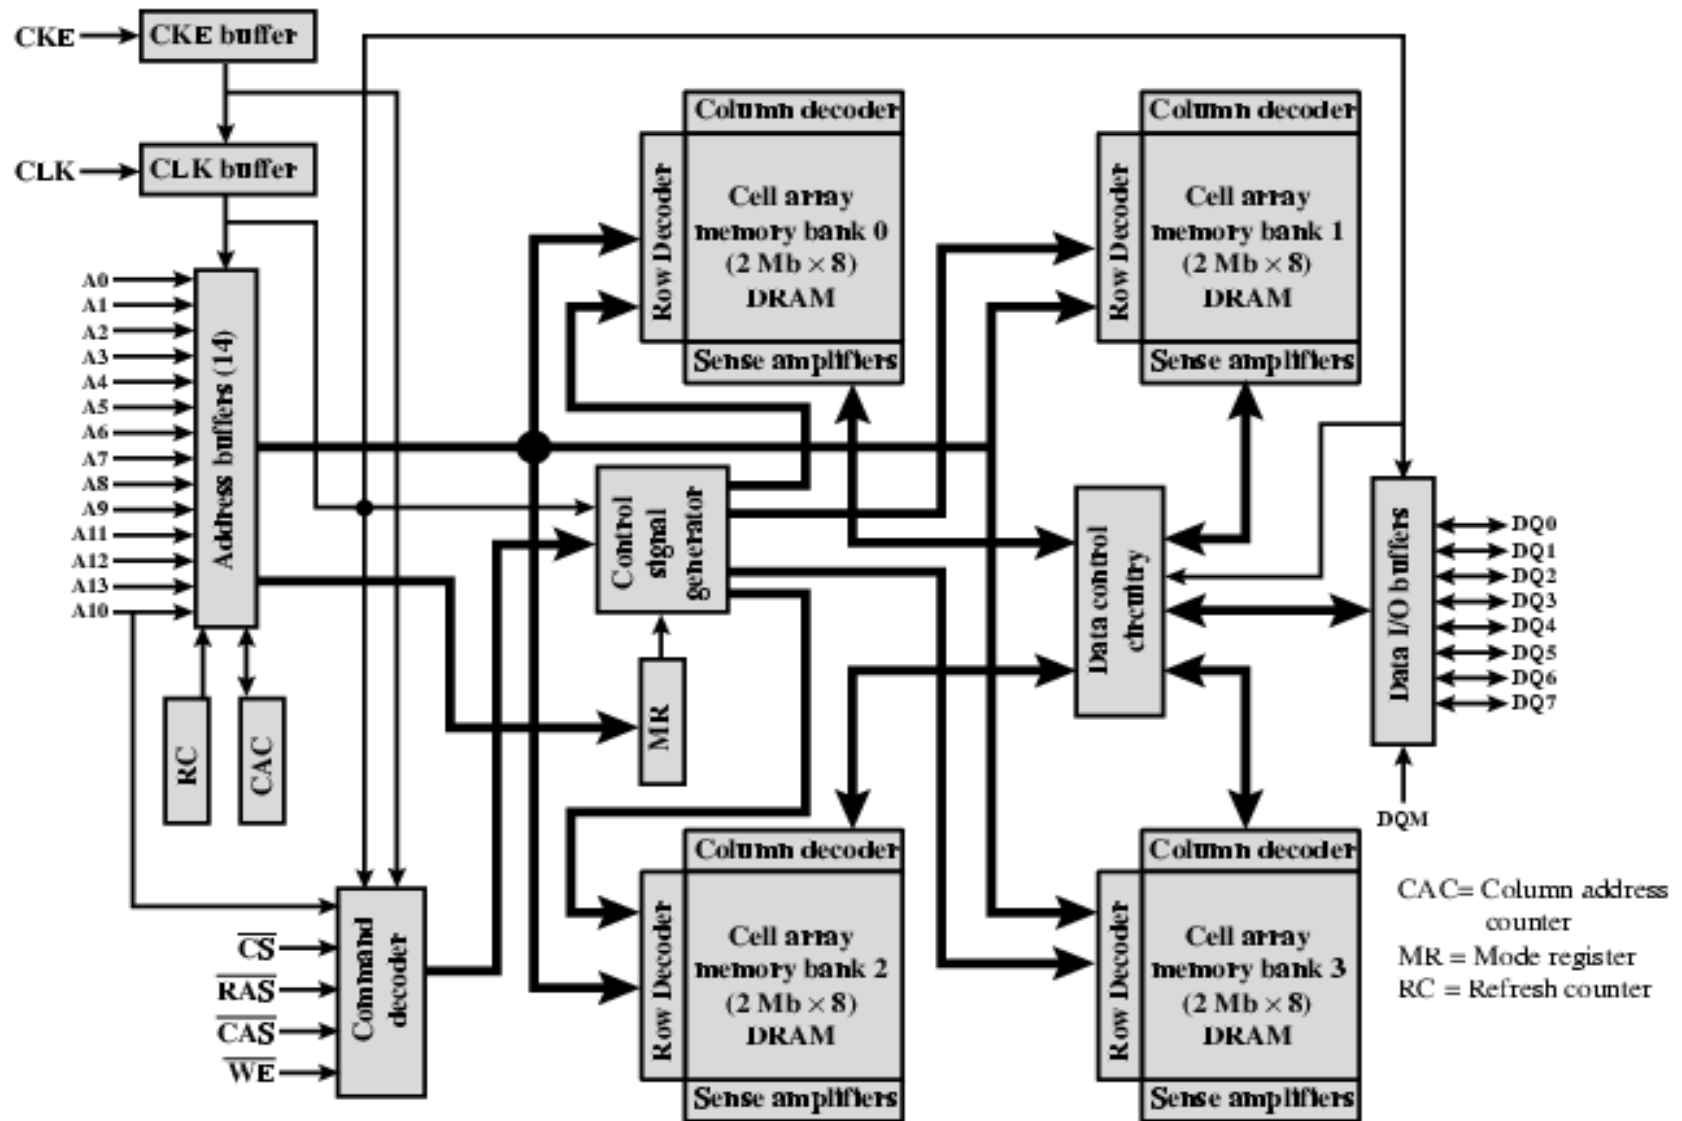 CKE
CKE buffer
CLK
CLK buffer
A0
A1
A2
A3
A4
A5
A6
A7
A8
A9
A11
A12
A13
A10
Address buffers (14)
RC
CAC
CS
RAS
CAS
WE
Command
decoder
Control
signal
generator
MR
Column decoder
Row Decoder
Cell array
memory bank 0
(2 Mb × 8)
DRAM
Sense amplifiers
Column decoder
Row Decoder
Cell array
memory bank 1
(2 Mb × 8)
DRAM
Sense amplifiers
Column decoder
Row Decoder
Cell array
memory bank 2
(2 Mb × 8)
DRAM
Sense amplifiers
Column decoder
Row Decoder
Cell array
memory bank 3
(2 Mb × 8)
DRAM
Sense amplifiers
Data control
circuitry
Data I/O buffers
DQ0
DQ1
DQ2
DQ3
DQ4
DQ5
DQ6
DQ7
DQM
CAC= Column address
counter
MR = Mode register
RC = Refresh counter